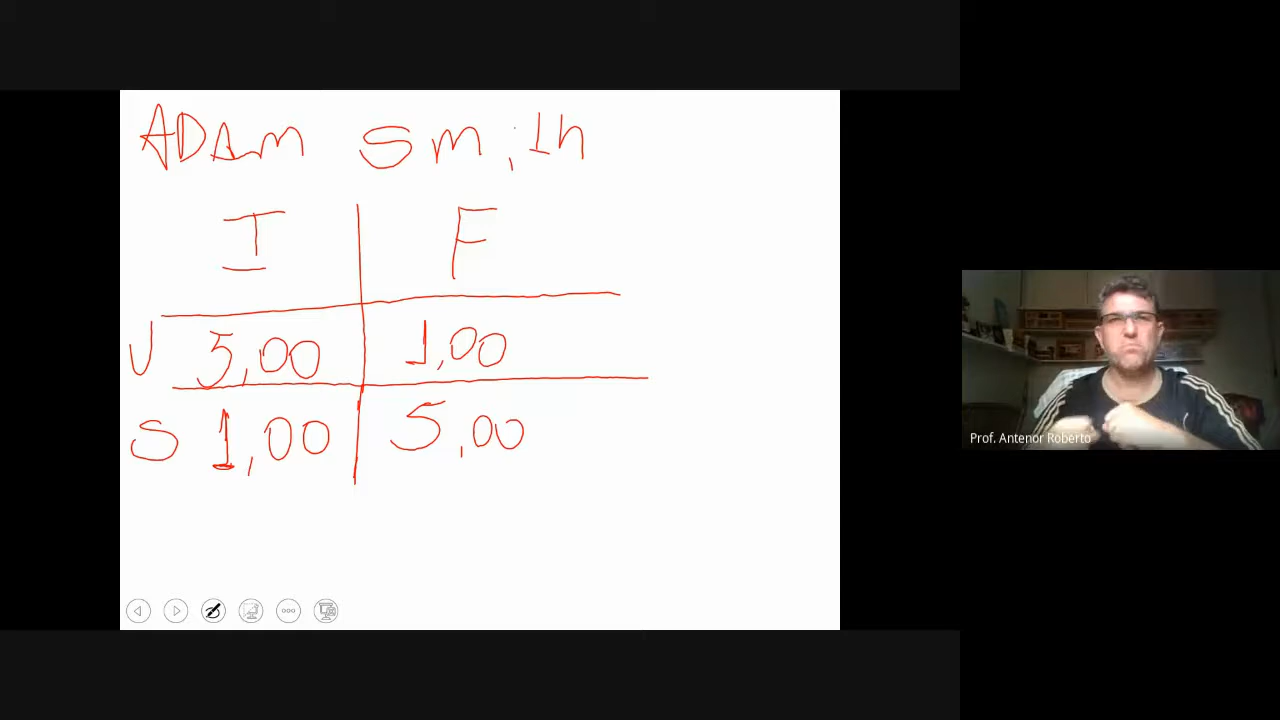 ADAM Smith
I F
V 5,00 1,00
S 1,00 5,00
Prof. Antenor Roberto